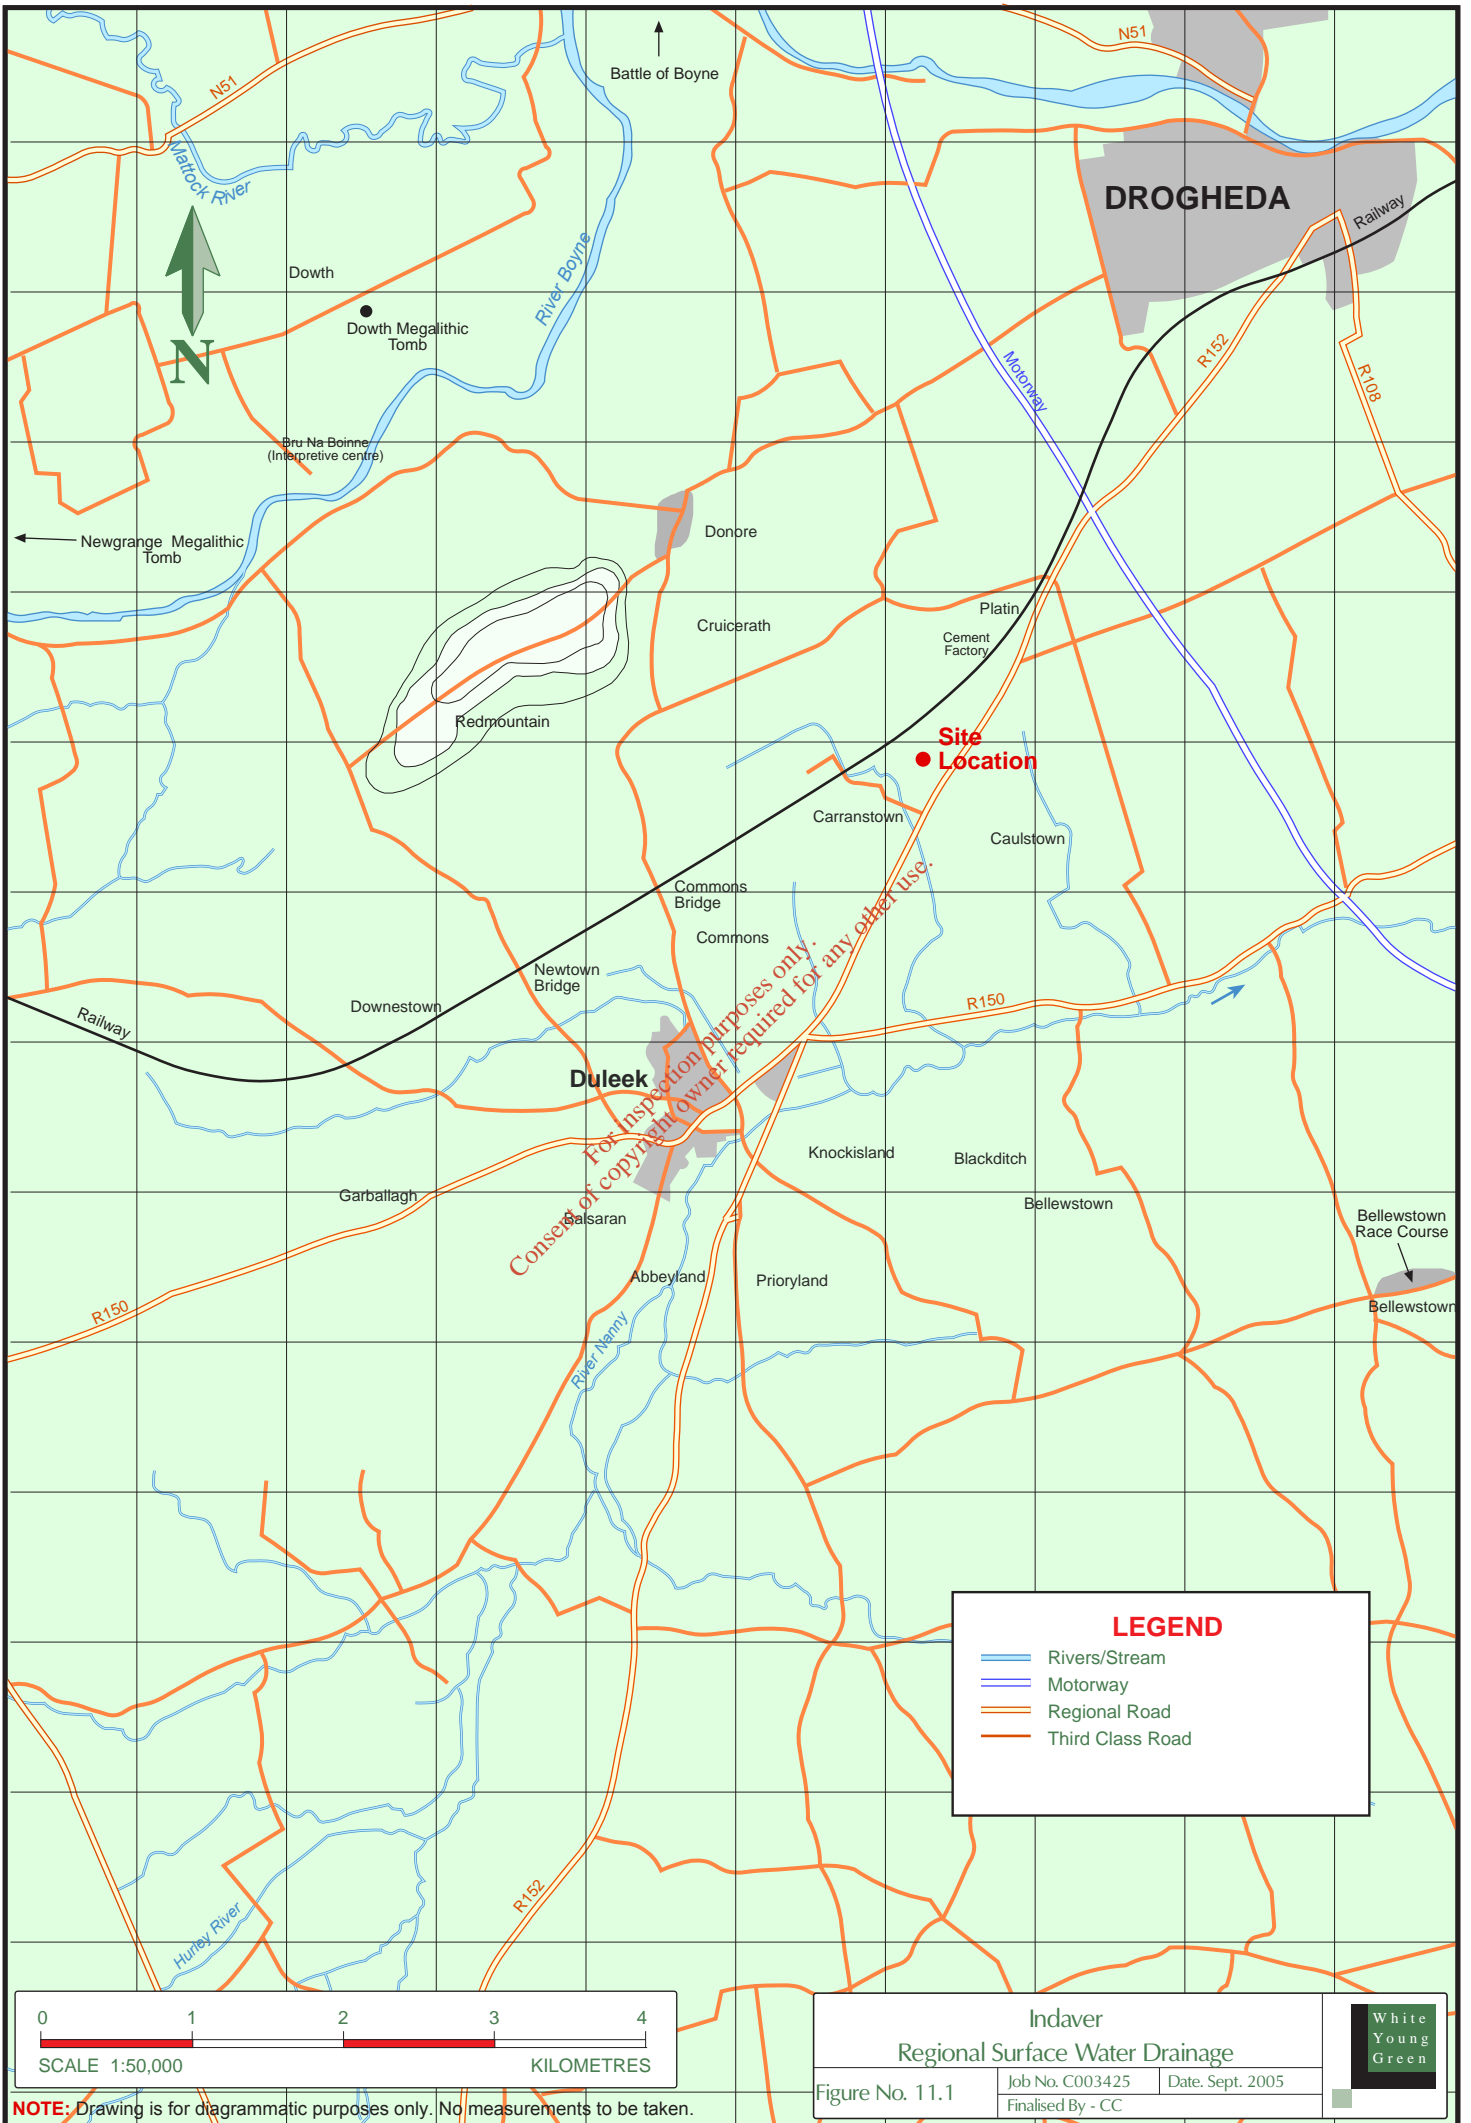 Battle of Boyne
N51
N51
Mattock River
DROGHEDA
Railway
River Boyne
Dowth
Dowth Megalithic
Tomb
N
R152
Motorway
R108
Bru Na Boinne
(Interpretive centre)
Donore
Newgrange Megalithic
Tomb
Platin
Cruicerath
Cement
Factory
Redmountain
Site
Location
Carranstown
Caulstown
Commons
Bridge
Commons
Newtown
Bridge
Downestown
R150
Railway
Duleek
For inspection purposes only.
Consent of copyright owner required for any other use.
Knockisland
Blackditch
Garballagh
Bellewstown
Balsaran
Bellewstown
Race Course
Abbeyland
Prioryland
Bellewstown
R150
River Nanny
LEGEND
Rivers/Stream
Motorway
Regional Road
Third Class Road
R152
Hurley River
0 1 2 3 4
SCALE 1:50,000 KILOMETRES
NOTE: Drawing is for diagrammatic purposes only. No measurements to be taken.
Indaver
Regional Surface Water Drainage
Figure No. 11.1
Job No. C003425
Date. Sept. 2005
Finalised By - CC
White
Young
Green